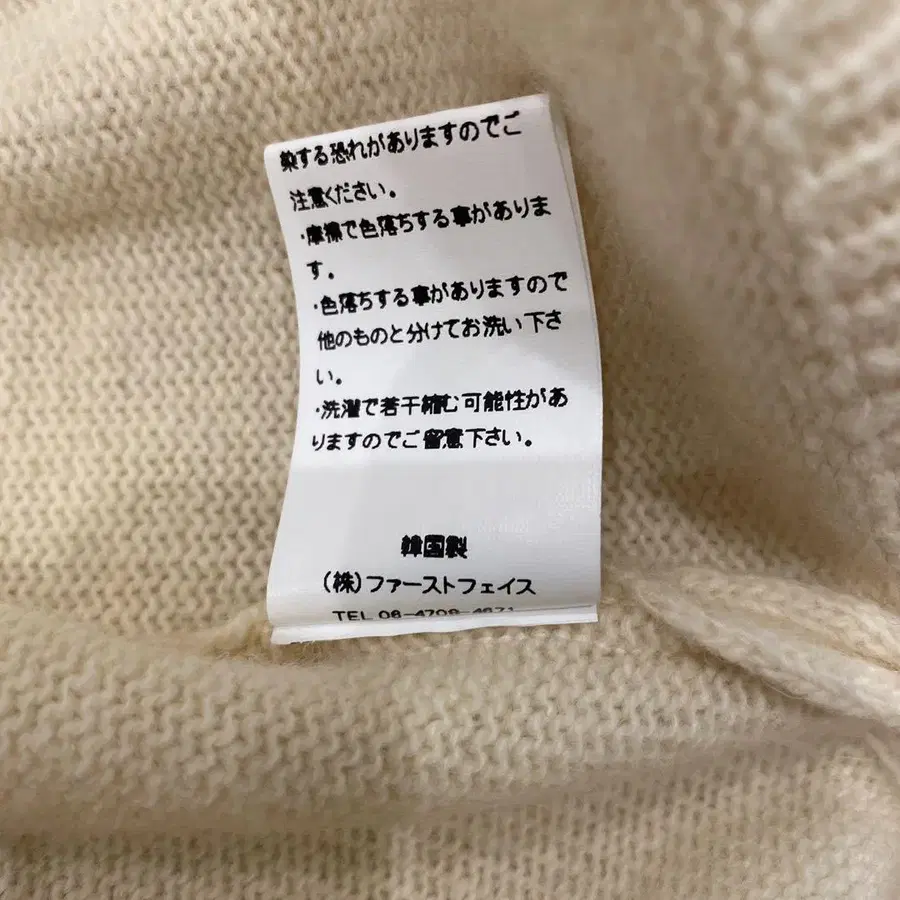 染する恐れがありますのでご
注意ください。
・摩擦で色落ちする事がありま
す。
・色落ちする事がありますので
他のものと分けてお洗い下さ
い。
・洗濯で若干縮む可能性があ
りますのでご留意下さい。
韓国製
(株)ファーストフェイス
TEL 06-4708-4671